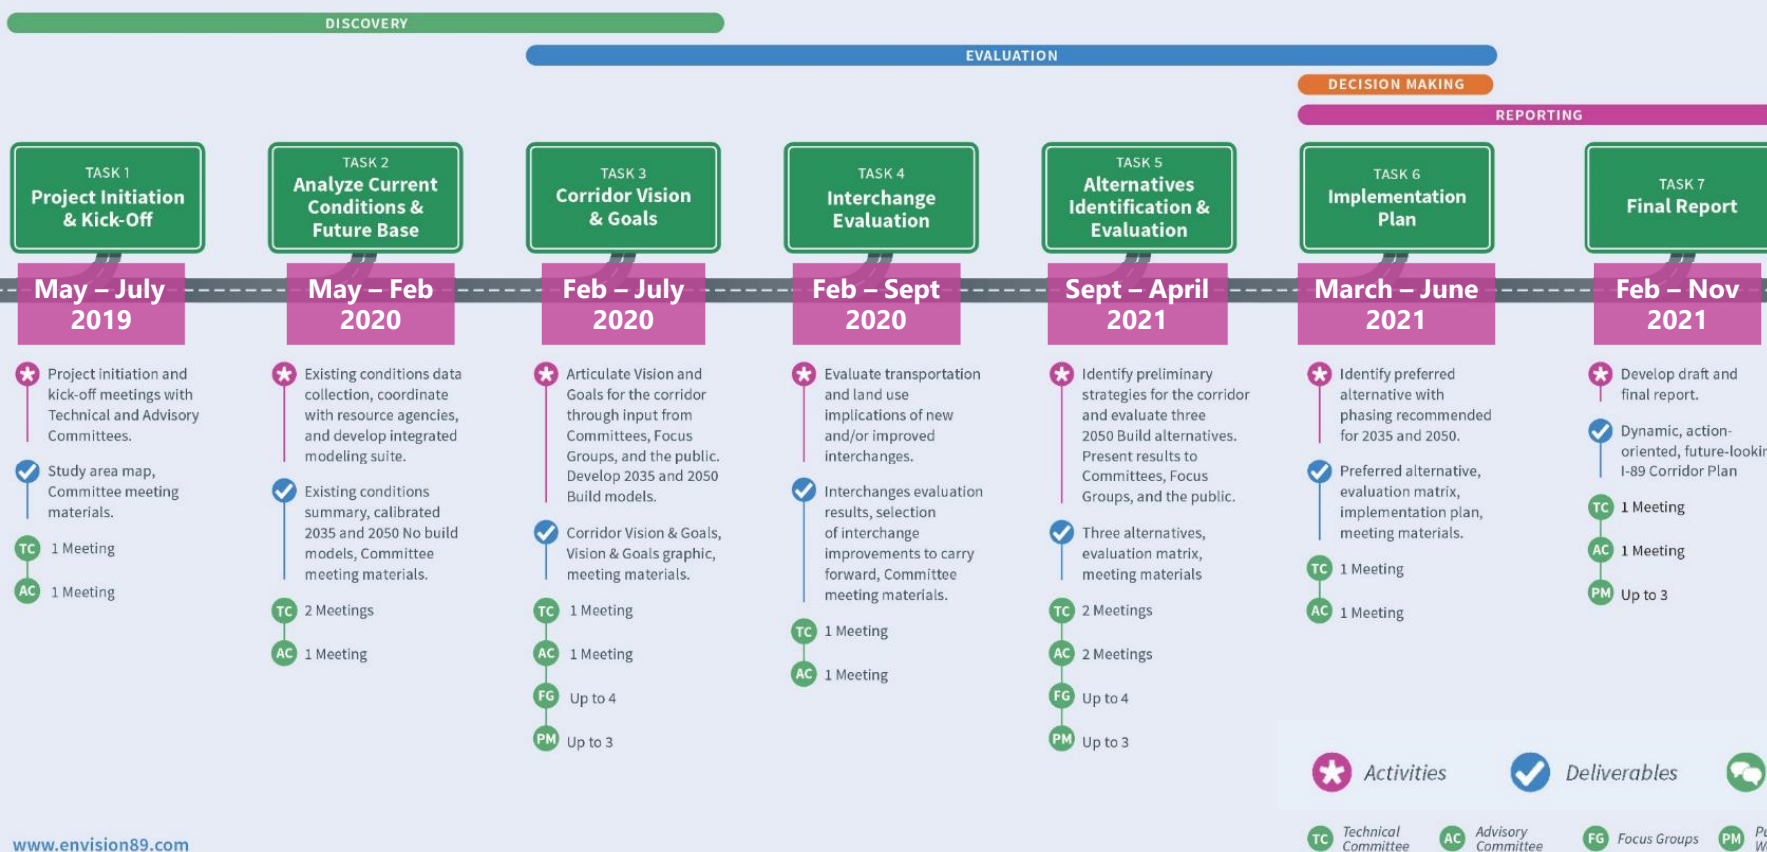 DISCOVERY
EVALUATION
DECISION MAKING
REPORTING
TASK 1
Project Initiation
& Kick-Off
May – July
2019
Project initiation and
kick-off meetings with
Technical and Advisory
Committees.
Study area map,
Committee meeting
materials.
TC 1 Meeting
AC 1 Meeting
TASK 2
Analyze Current
Conditions &
Future Base
May – Feb
2020
Existing conditions data
collection, coordinate
with resource agencies,
and develop integrated
modeling suite.
Existing conditions
summary, calibrated
2035 and 2050 No build
models, Committee
meeting materials.
TC 2 Meetings
AC 1 Meeting
TASK 3
Corridor Vision
& Goals
Feb – July
2020
Articulate Vision and
Goals for the corridor
through input from
Committees, Focus
Groups, and the public.
Develop 2035 and 2050
Build models.
Corridor Vision & Goals,
Vision & Goals graphic,
meeting materials.
TC 1 Meeting
AC 1 Meeting
FG Up to 4
PM Up to 3
TASK 4
Interchange
Evaluation
Feb – Sept
2020
Evaluate transportation
and land use
implications of new
and/or improved
interchanges.
Interchanges evaluation
results, selection
of interchange
improvements to carry
forward, Committee
meeting materials.
TC 1 Meeting
AC 1 Meeting
TASK 5
Alternatives
Identification &
Evaluation
Sept – April
2021
Identify preliminary
strategies for the corridor
and evaluate three
2050 Build alternatives.
Present results to
Committees, Focus
Groups, and the public.
Three alternatives,
evaluation matrix,
meeting materials
TC 2 Meetings
AC 2 Meetings
FG Up to 4
PM Up to 3
TASK 6
Implementation
Plan
March – June
2021
Identify preferred
alternative with
phasing recommended
for 2035 and 2050.
Preferred alternative,
evaluation matrix,
implementation plan,
meeting materials.
TC 1 Meeting
AC 1 Meeting
TASK 7
Final Report
Feb – Nov
2021
Develop draft and
final report.
Dynamic, action-
oriented,
I-89 Corridor Plan
TC 1 Meeting
AC 1 Meeting
PM Up to 3
Activities
Deliverables
TC Technical
Committee
AC Advisory
Committee
FG Focus Groups
PM
www.envision89.com